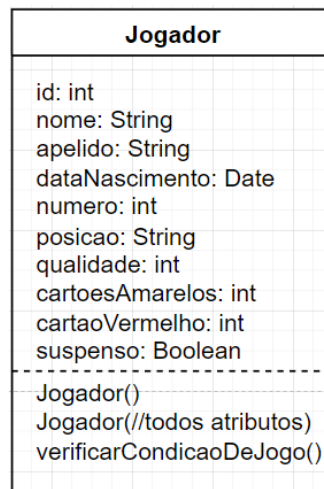 Jogador
id: int
nome: String
apelido: String
dataNascimento: Date
numero: int
posicao: String
qualidade: int
cartoesAmarelos: int
cartaoVermelho: int
suspenso: Boolean
Jogador()
Jogador(//todos atributos)
verificarCondicaoDeJogo()